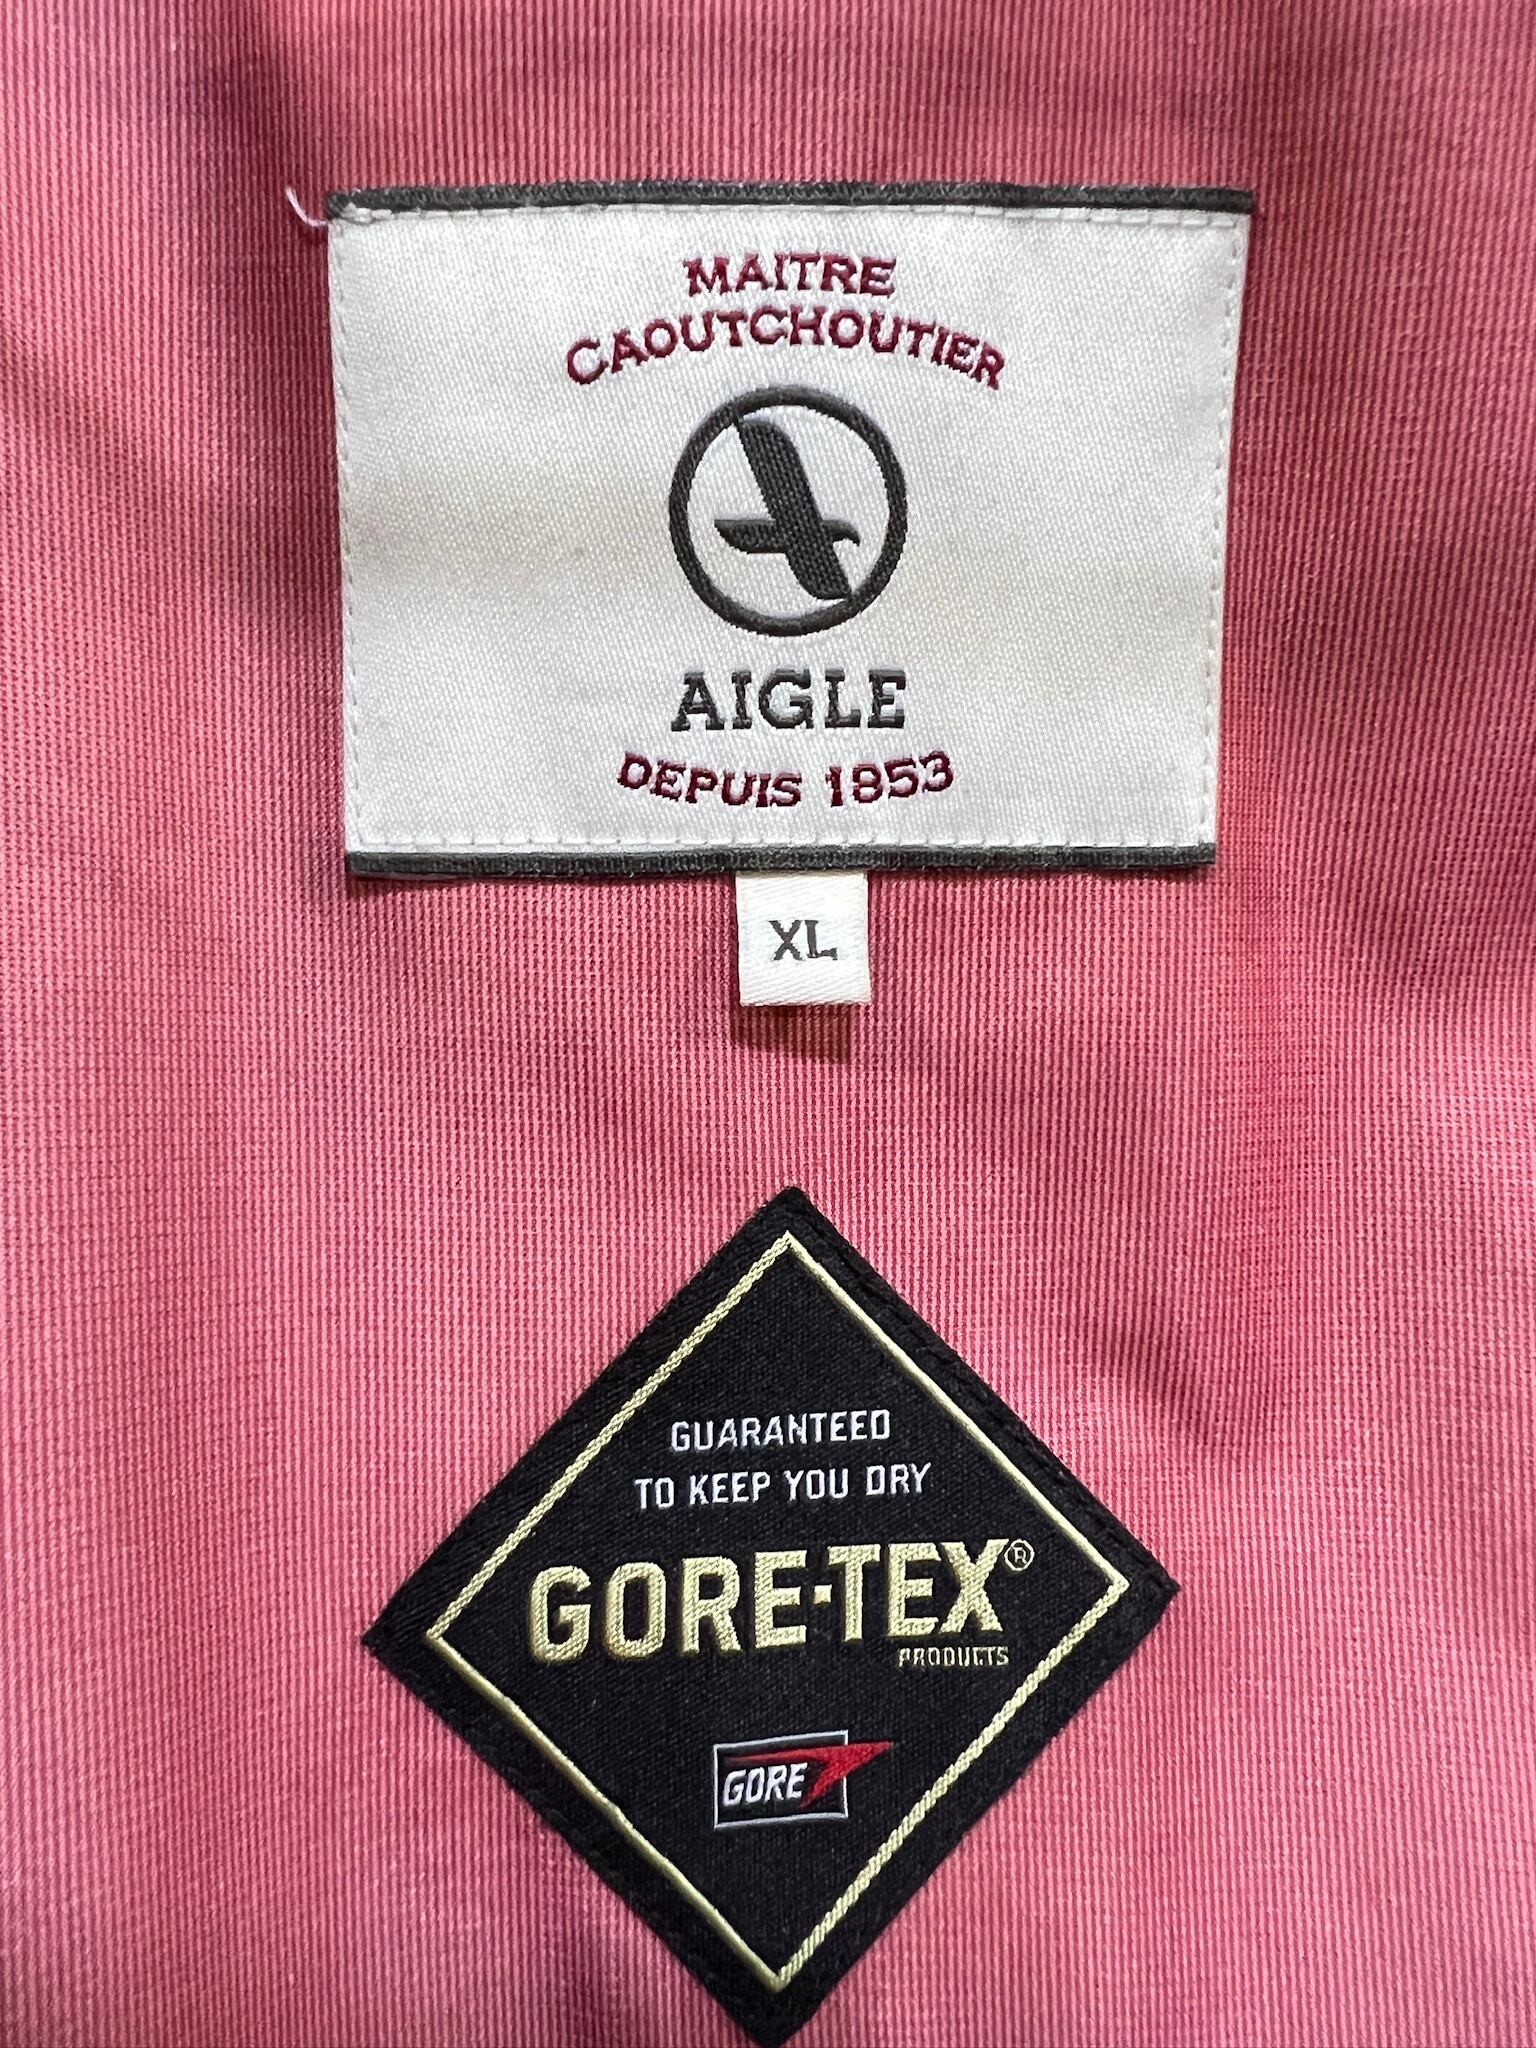 MAITRE
CAOUTCHOUTIER
AIGLE
DEPUIS 1853
XL
GUARANTEED
TO KEEP YOU DRY
GORE-TEX®
PRODUCTS
GORE